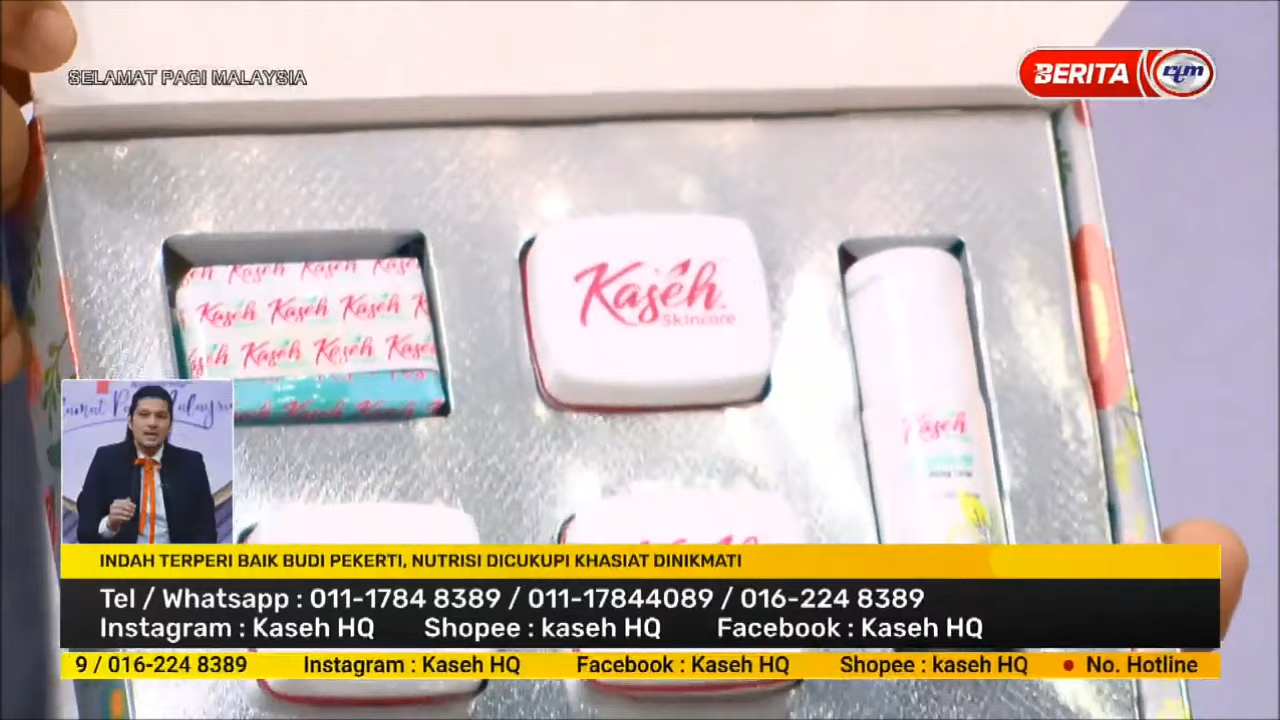 SELAMAT PAGI MALAYSIA
BERITA rtm
Kaseh Kaseh Kaseh
Kaseh Kaseh Kaseh
Kaseh Kaseh Kaseh
Kaseh
Skincare
Kaseh
INDAH TERPERI BAIK BUDI PEKERTI, NUTRISI DICUKUPI KHASIAT DINIKMATI
Tel / Whatsapp : 011-1784 8389 / 011-17844089 / 016-224 8389
Instagram : Kaseh HQ Shopee : kaseh HQ Facebook : Kaseh HQ
9 / 016-224 8389 Instagram : Kaseh HQ Facebook : Kaseh HQ Shopee : kaseh HQ • No. Hotline